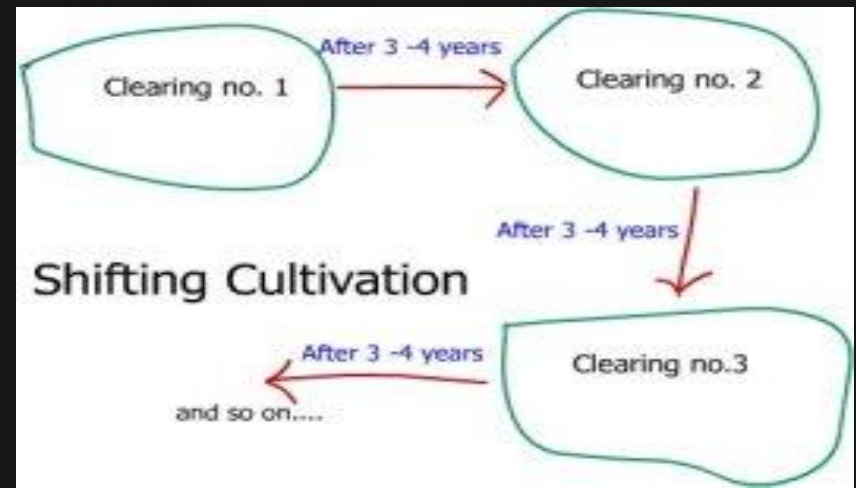 After 3 -4 years
Clearing no. 1
Clearing no. 2
After 3 -4 years
Shifting Cultivation
After 3 -4 years
Clearing no.3
and so on....